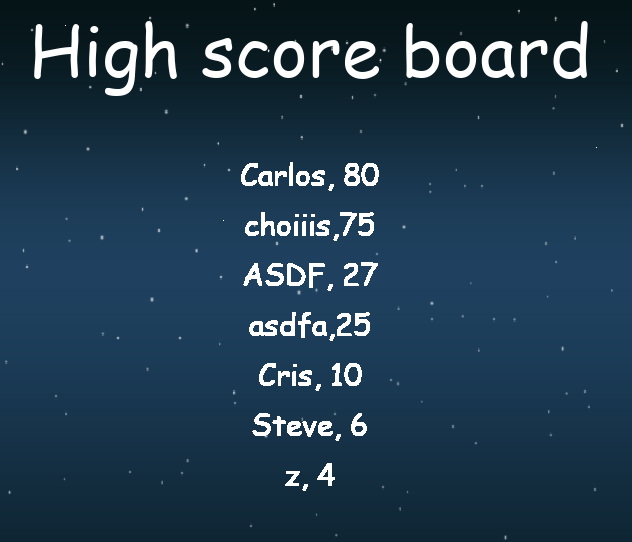 High score board
Carlos, 80
choiiis,75
ASDF, 27
asdfa,25
Cris, 10
Steve, 6
z, 4